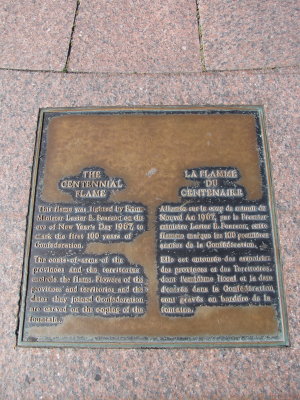 THE
CENTENNIAL
FLAME
This flame was lighted by Prime
Minister Lester B. Pearson on the
eve of New Year's Day 1967, to
mark the first 100 years of
Confederation.
The coats-of-arms of the
provinces and the territories
encircle the flame. Flowers of the
provinces and territories and the
dates they joined Confederation
are carved on the coping of the
fountain.
LA FLAMME
DU
CENTENAIRE
Allumée sur le coup de minuit du
Nouvel An 1967, par le Premier
ministre Lester B. Pearson, cette
flamme marque les 100 premières
années de la Confédération.
Elle est entourée des armoiries
des provinces et des Territoires,
dont l'emblème floral et la date
d'entrée dans la Confédération
sont gravés en bordure de la
fontaine.